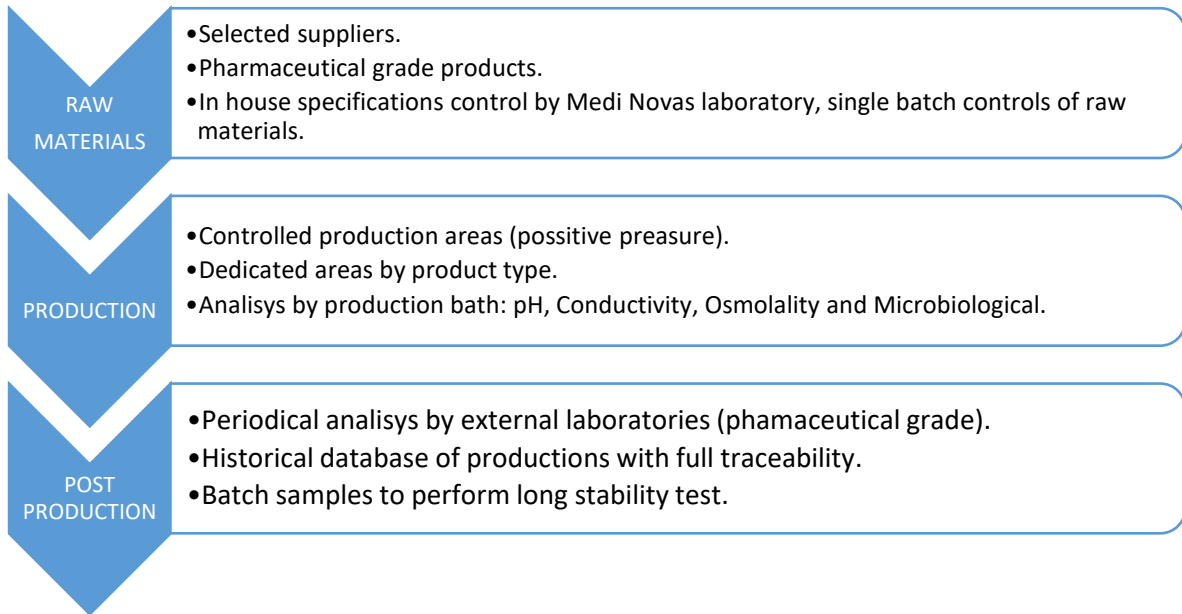 RAW
MATERIALS
•Selected suppliers.
•Pharmaceutical grade products.
•In house specifications control by Medi Novas laboratory, single batch controls of raw
materials.
PRODUCTION
•Controlled production areas (possitive preasure).
•Dedicated areas by product type.
•Analisys by production bath: pH, Conductivity, Osmolality and Microbiological.
POST
PRODUCTION
•Periodical analisys by external laboratories (phamaceutical grade).
•Historical database of productions with full traceability.
•Batch samples to perform long stability test.